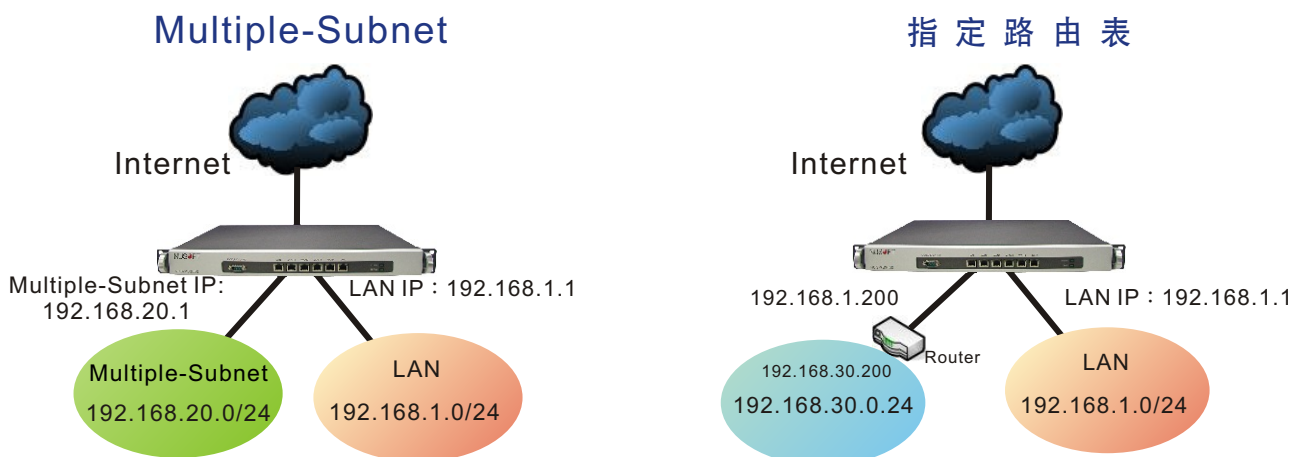 Multiple-Subnet
Internet
Multiple-Subnet IP:
192.168.20.1
LAN IP：192.168.1.1
Multiple-Subnet
192.168.20.0/24
LAN
192.168.1.0/24
指定路由表
Internet
192.168.1.200
LAN IP：192.168.1.1
Router
192.168.30.200
192.168.30.0.24
LAN
192.168.1.0/24